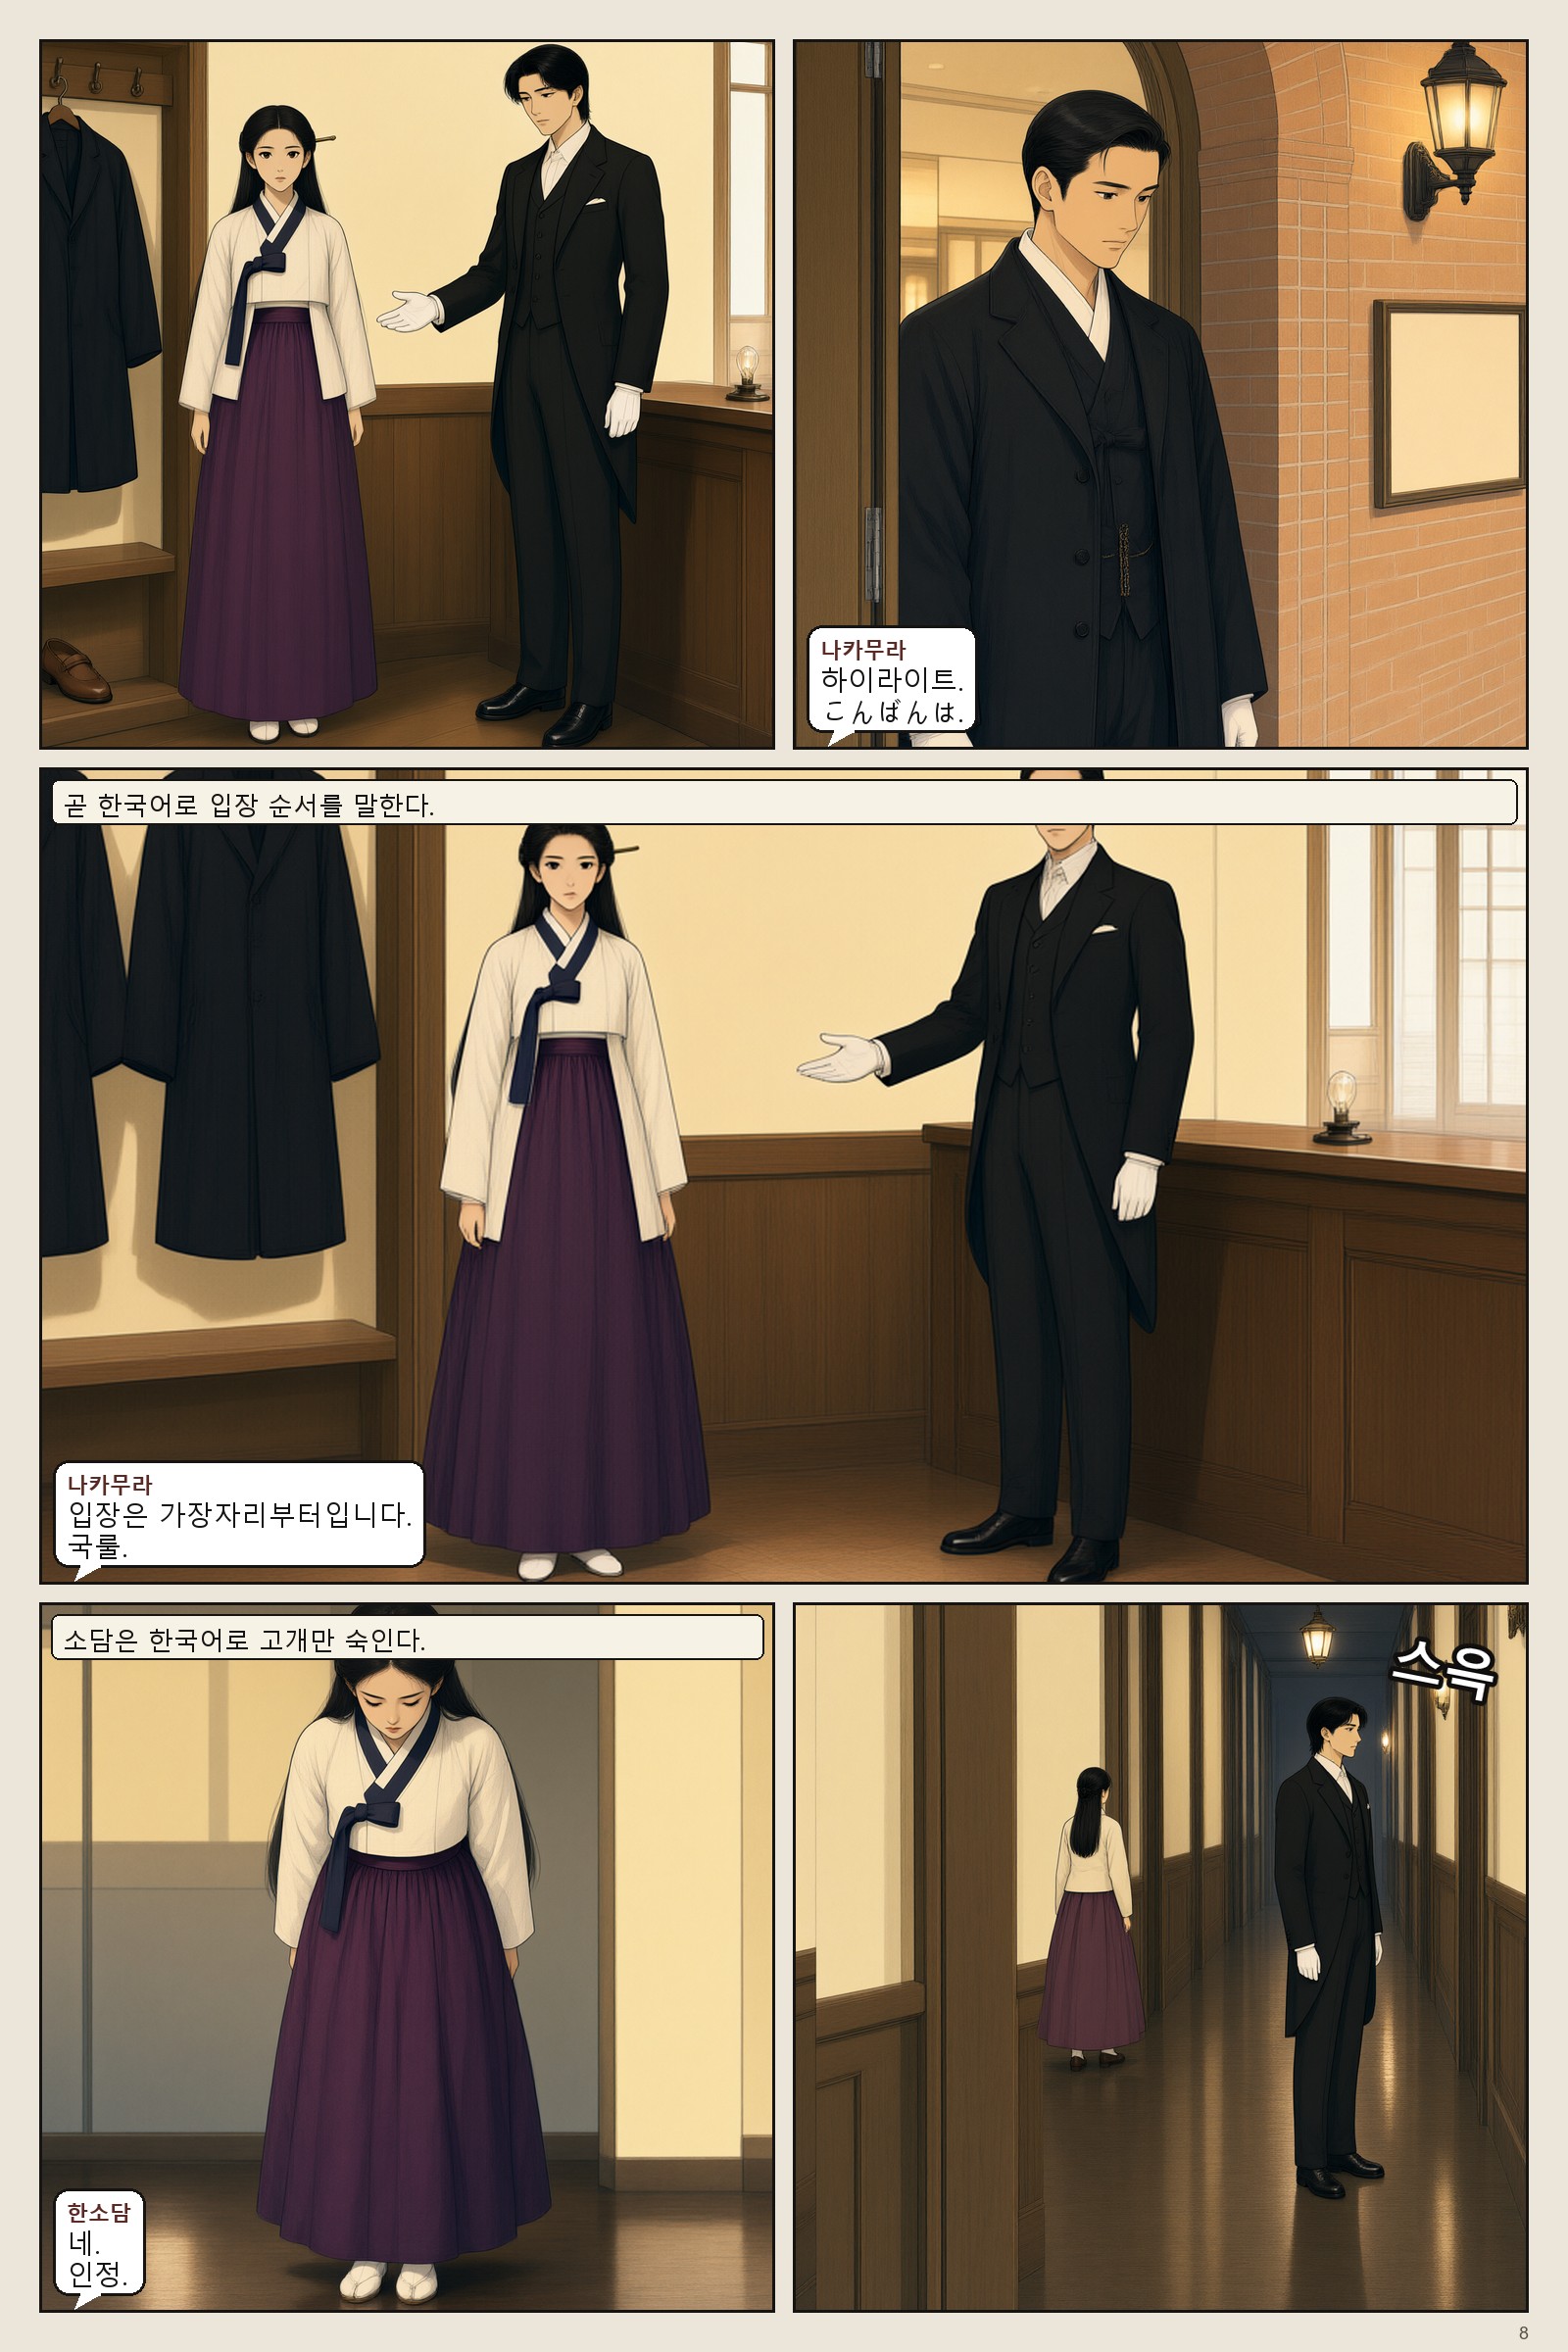 나카무라
하이라이트.
こんばんは.
곧 한국어로 입장 순서를 말한다.
나카무라
입장은 가장자리부터입니다.
국룰.
소담은 한국어로 고개만 숙인다.
한소담
네.
인정.
스윽
8